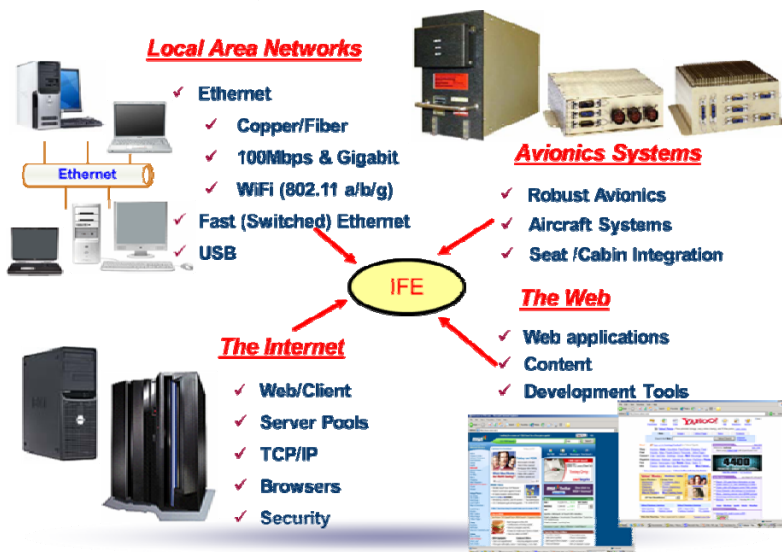 Local Area Networks
Ethernet
Copper/Fiber
100Mbps & Gigabit
WiFi (802.11 a/b/g)
Fast (Switched) Ethernet
USB
Ethernet
Avionics Systems
Robust Avionics
Aircraft Systems
Seat /Cabin Integration
IFE
The Internet
Web/Client
Server Pools
TCP/IP
Browsers
Security
The Web
Web applications
Content
Development Tools
YAHOO!